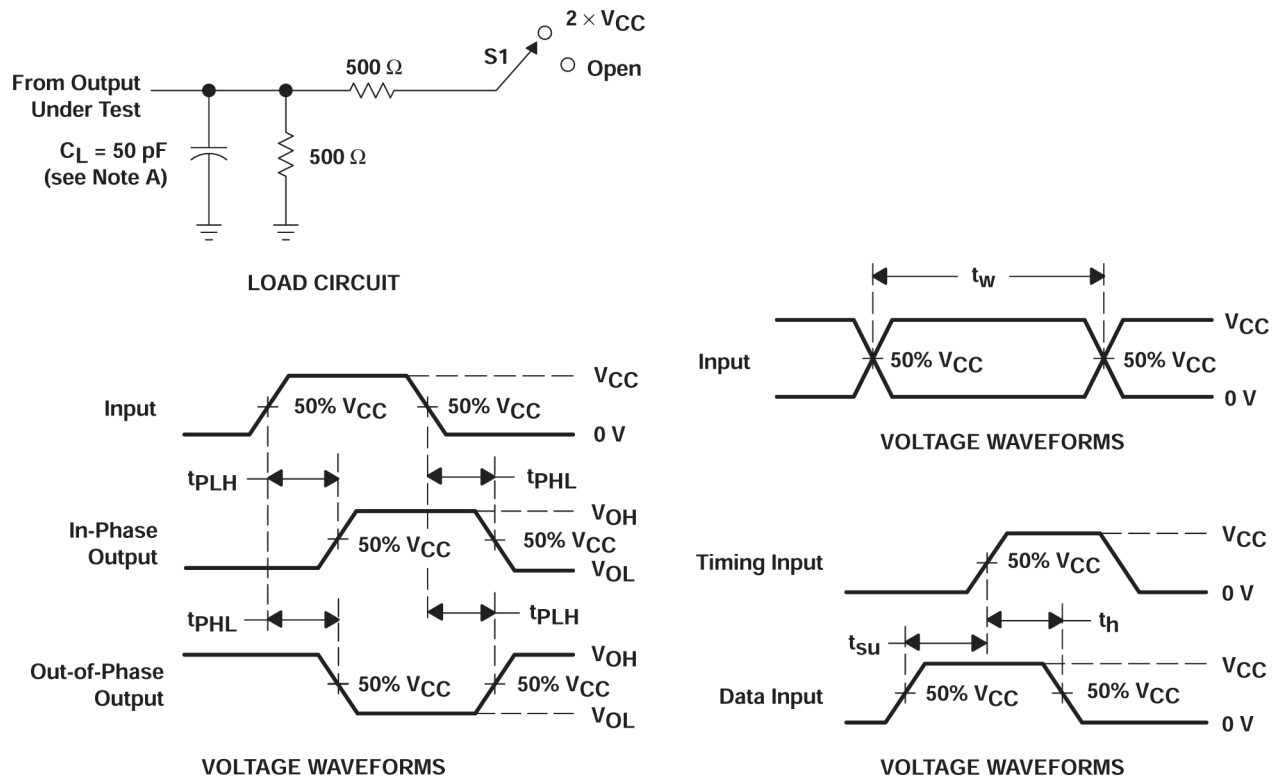 2 × VCC
S1
Open
500 Ω
From Output
Under Test
CL = 50 pF
(see Note A)
500 Ω
LOAD CIRCUIT
tw
VCC
Input
50% VCC
50% VCC
0 V
VOLTAGE WAVEFORMS
Input
50% VCC
50% VCC
VCC
0 V
tPLH
tPHL
In-Phase
Output
50% VCC
50% VCC
VOH
VOL
tPHL
tPLH
Out-of-Phase
Output
50% VCC
50% VCC
VOH
VOL
VOLTAGE WAVEFORMS
Timing Input
50% VCC
VCC
0 V
th
tsu
Data Input
50% VCC
50% VCC
VCC
0 V
VOLTAGE WAVEFORMS